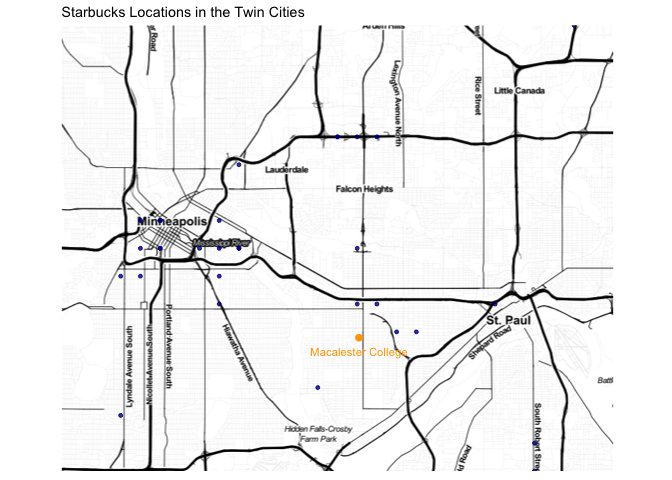 Starbucks Locations in the Twin Cities
Arden Hills
Road
Lexington Avenue North
Rice Street
Little Canada
Lauderdale
Falcon Heights
Minneapolis
Mississippi River
St. Paul
Shepard Road
Macalester College
Lyndale Avenue South
Nicollet Avenue South
Portland Avenue South
Hiawatha Avenue
Hidden Falls-Crosby
Farm Park
South Robert Stree
d Road
Battl